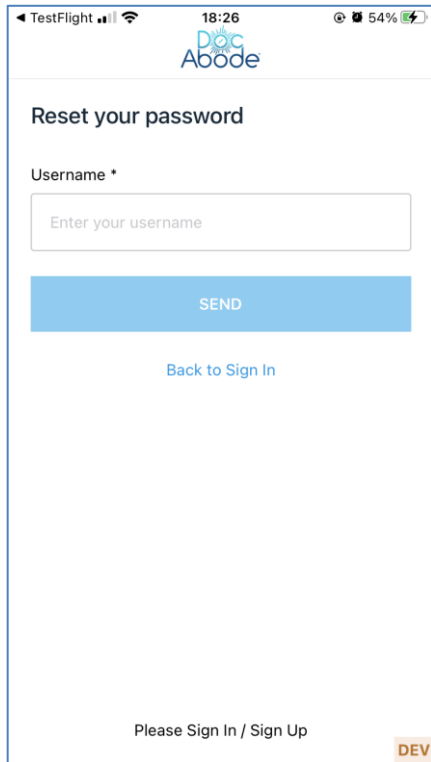 ◀ TestFlight 18:26 54%
Doc
Abode
Reset your password
Username *
Enter your username
SEND
Back to Sign In
Please Sign In / Sign Up
DEV